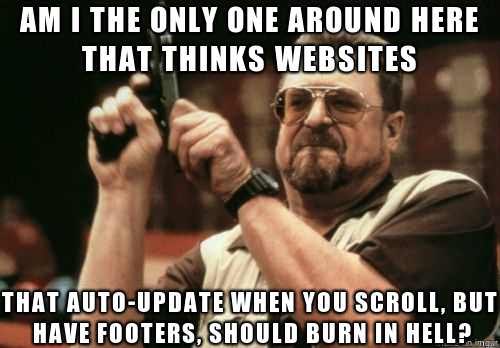 AM I THE ONLY ONE AROUND HERE
THAT THINKS WEBSITES
THAT AUTO-UPDATE WHEN YOU SCROLL, BUT
HAVE FOOTERS, SHOULD BURN IN HELL?